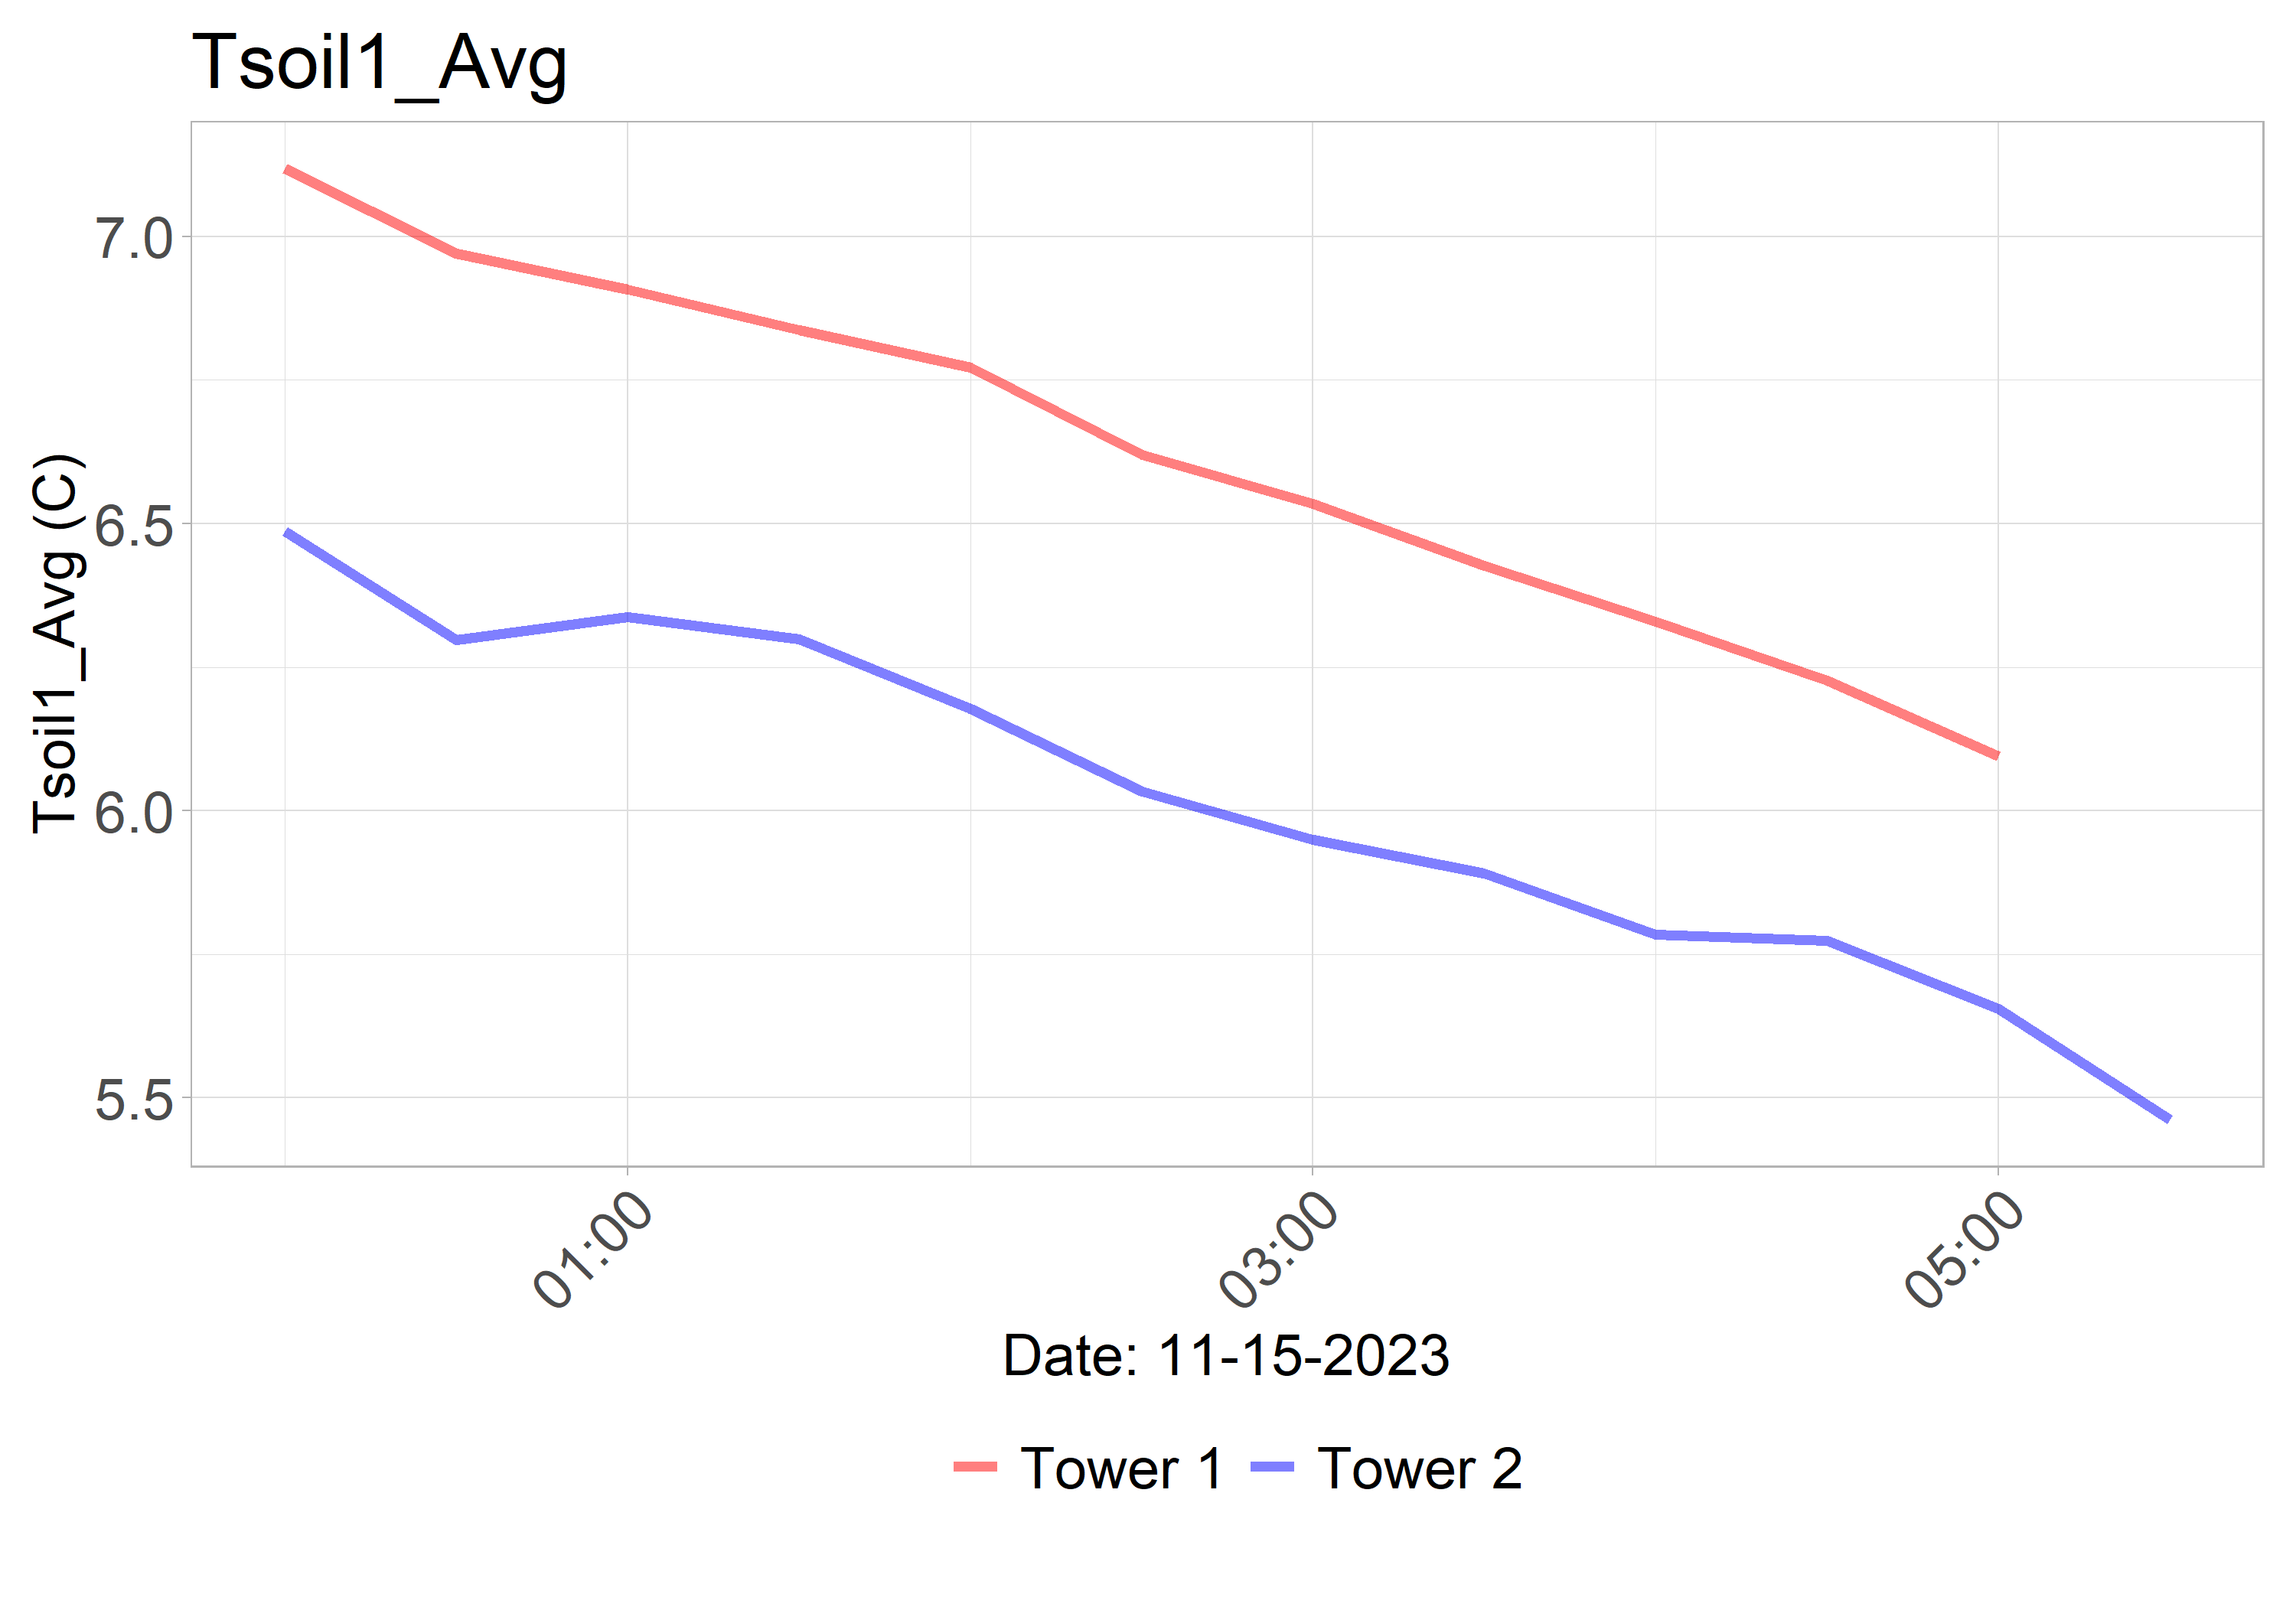 Tsoil1_Avg
Tsoil1_Avg (C)
7.0
6.5
6.0
5.5
01:00
03:00
05:00
Date: 11-15-2023
Tower 1
Tower 2